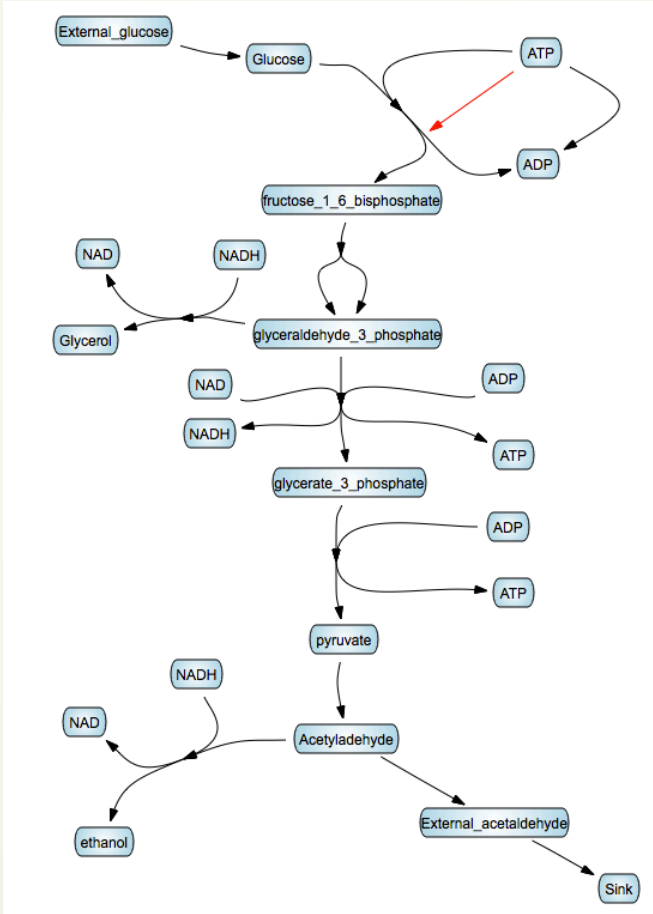 External_glucose
Glucose
ATP
ADP
fructose_1_6_bisphosphate
NAD
NADH
Glycerol
glyceraldehyde_3_phosphate
NAD
ADP
NADH
ATP
glycerate_3_phosphate
ADP
ATP
pyruvate
NADH
NAD
Acetyladehyde
External_acetaldehyde
ethanol
Sink